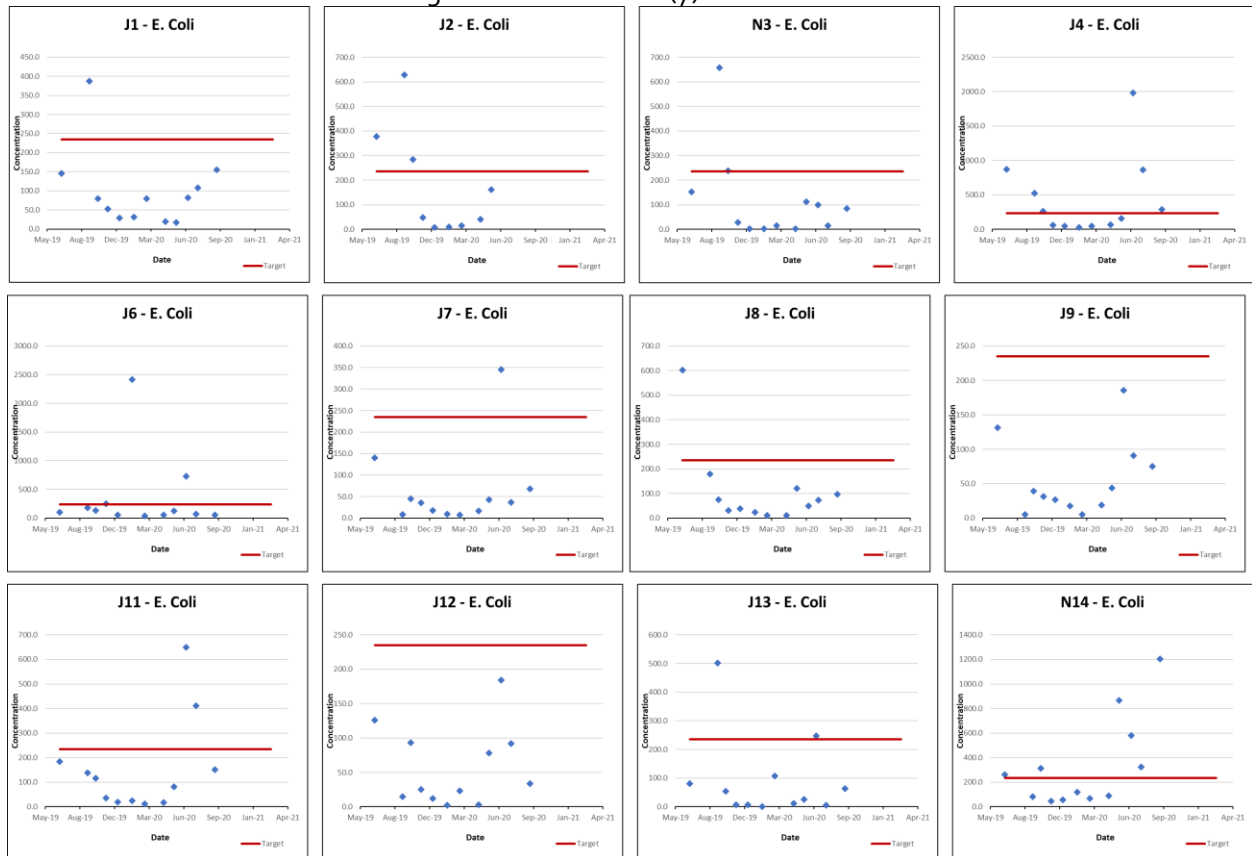 J1 - E. Coli
450.0
400.0
350.0
300.0
250.0
200.0
150.0
100.0
50.0
0.0
Concentration
May-19 Aug-19 Dec-19 Mar-20 Jun-20 Sep-20 Jan-21 Apr-21
Date
Target
J2 - E. Coli
700.0
600.0
500.0
400.0
300.0
200.0
100.0
0.0
Concentration
May-19 Aug-19 Dec-19 Mar-20 Jun-20 Sep-20 Jan-21 Apr-21
Date
Target
N3 - E. Coli
700.0
600.0
500.0
400.0
300.0
200.0
100.0
0.0
Concentration
May-19 Aug-19 Dec-19 Mar-20 Jun-20 Sep-20 Jan-21 Apr-21
Date
Target
J4 - E. Coli
2500.0
2000.0
1500.0
1000.0
500.0
0.0
Concentration
May-19 Aug-19 Dec-19 Mar-20 Jun-20 Sep-20 Jan-21 Apr-21
Date
Target
J6 - E. Coli
3000.0
2500.0
2000.0
1500.0
1000.0
500.0
0.0
Concentration
May-19 Aug-19 Dec-19 Mar-20 Jun-20 Sep-20 Jan-21 Apr-21
Date
Target
J7 - E. Coli
400.0
350.0
300.0
250.0
200.0
150.0
100.0
50.0
0.0
Concentration
May-19 Aug-19 Dec-19 Mar-20 Jun-20 Sep-20 Jan-21 Apr-21
Date
Target
J8 - E. Coli
700.0
600.0
500.0
400.0
300.0
200.0
100.0
0.0
Concentration
May-19 Aug-19 Dec-19 Mar-20 Jun-20 Sep-20 Jan-21 Apr-21
Date
Target
J9 - E. Coli
250.0
200.0
150.0
100.0
50.0
0.0
Concentration
May-19 Aug-19 Dec-19 Mar-20 Jun-20 Sep-20 Jan-21 Apr-21
Date
Target
J11 - E. Coli
700.0
600.0
500.0
400.0
300.0
200.0
100.0
0.0
Concentration
May-19 Aug-19 Dec-19 Mar-20 Jun-20 Sep-20 Jan-21 Apr-21
Date
Target
J12 - E. Coli
250.0
200.0
150.0
100.0
50.0
0.0
Concentration
May-19 Aug-19 Dec-19 Mar-20 Jun-20 Sep-20 Jan-21 Apr-21
Date
Target
J13 - E. Coli
600.0
500.0
400.0
300.0
200.0
100.0
0.0
Concentration
May-19 Aug-19 Dec-19 Mar-20 Jun-20 Sep-20 Jan-21 Apr-21
Date
Target
N14 - E. Coli
1400.0
1200.0
1000.0
800.0
600.0
400.0
200.0
0.0
Concentration
May-19 Aug-19 Dec-19 Mar-20 Jun-20 Sep-20 Jan-21 Apr-21
Date
Target